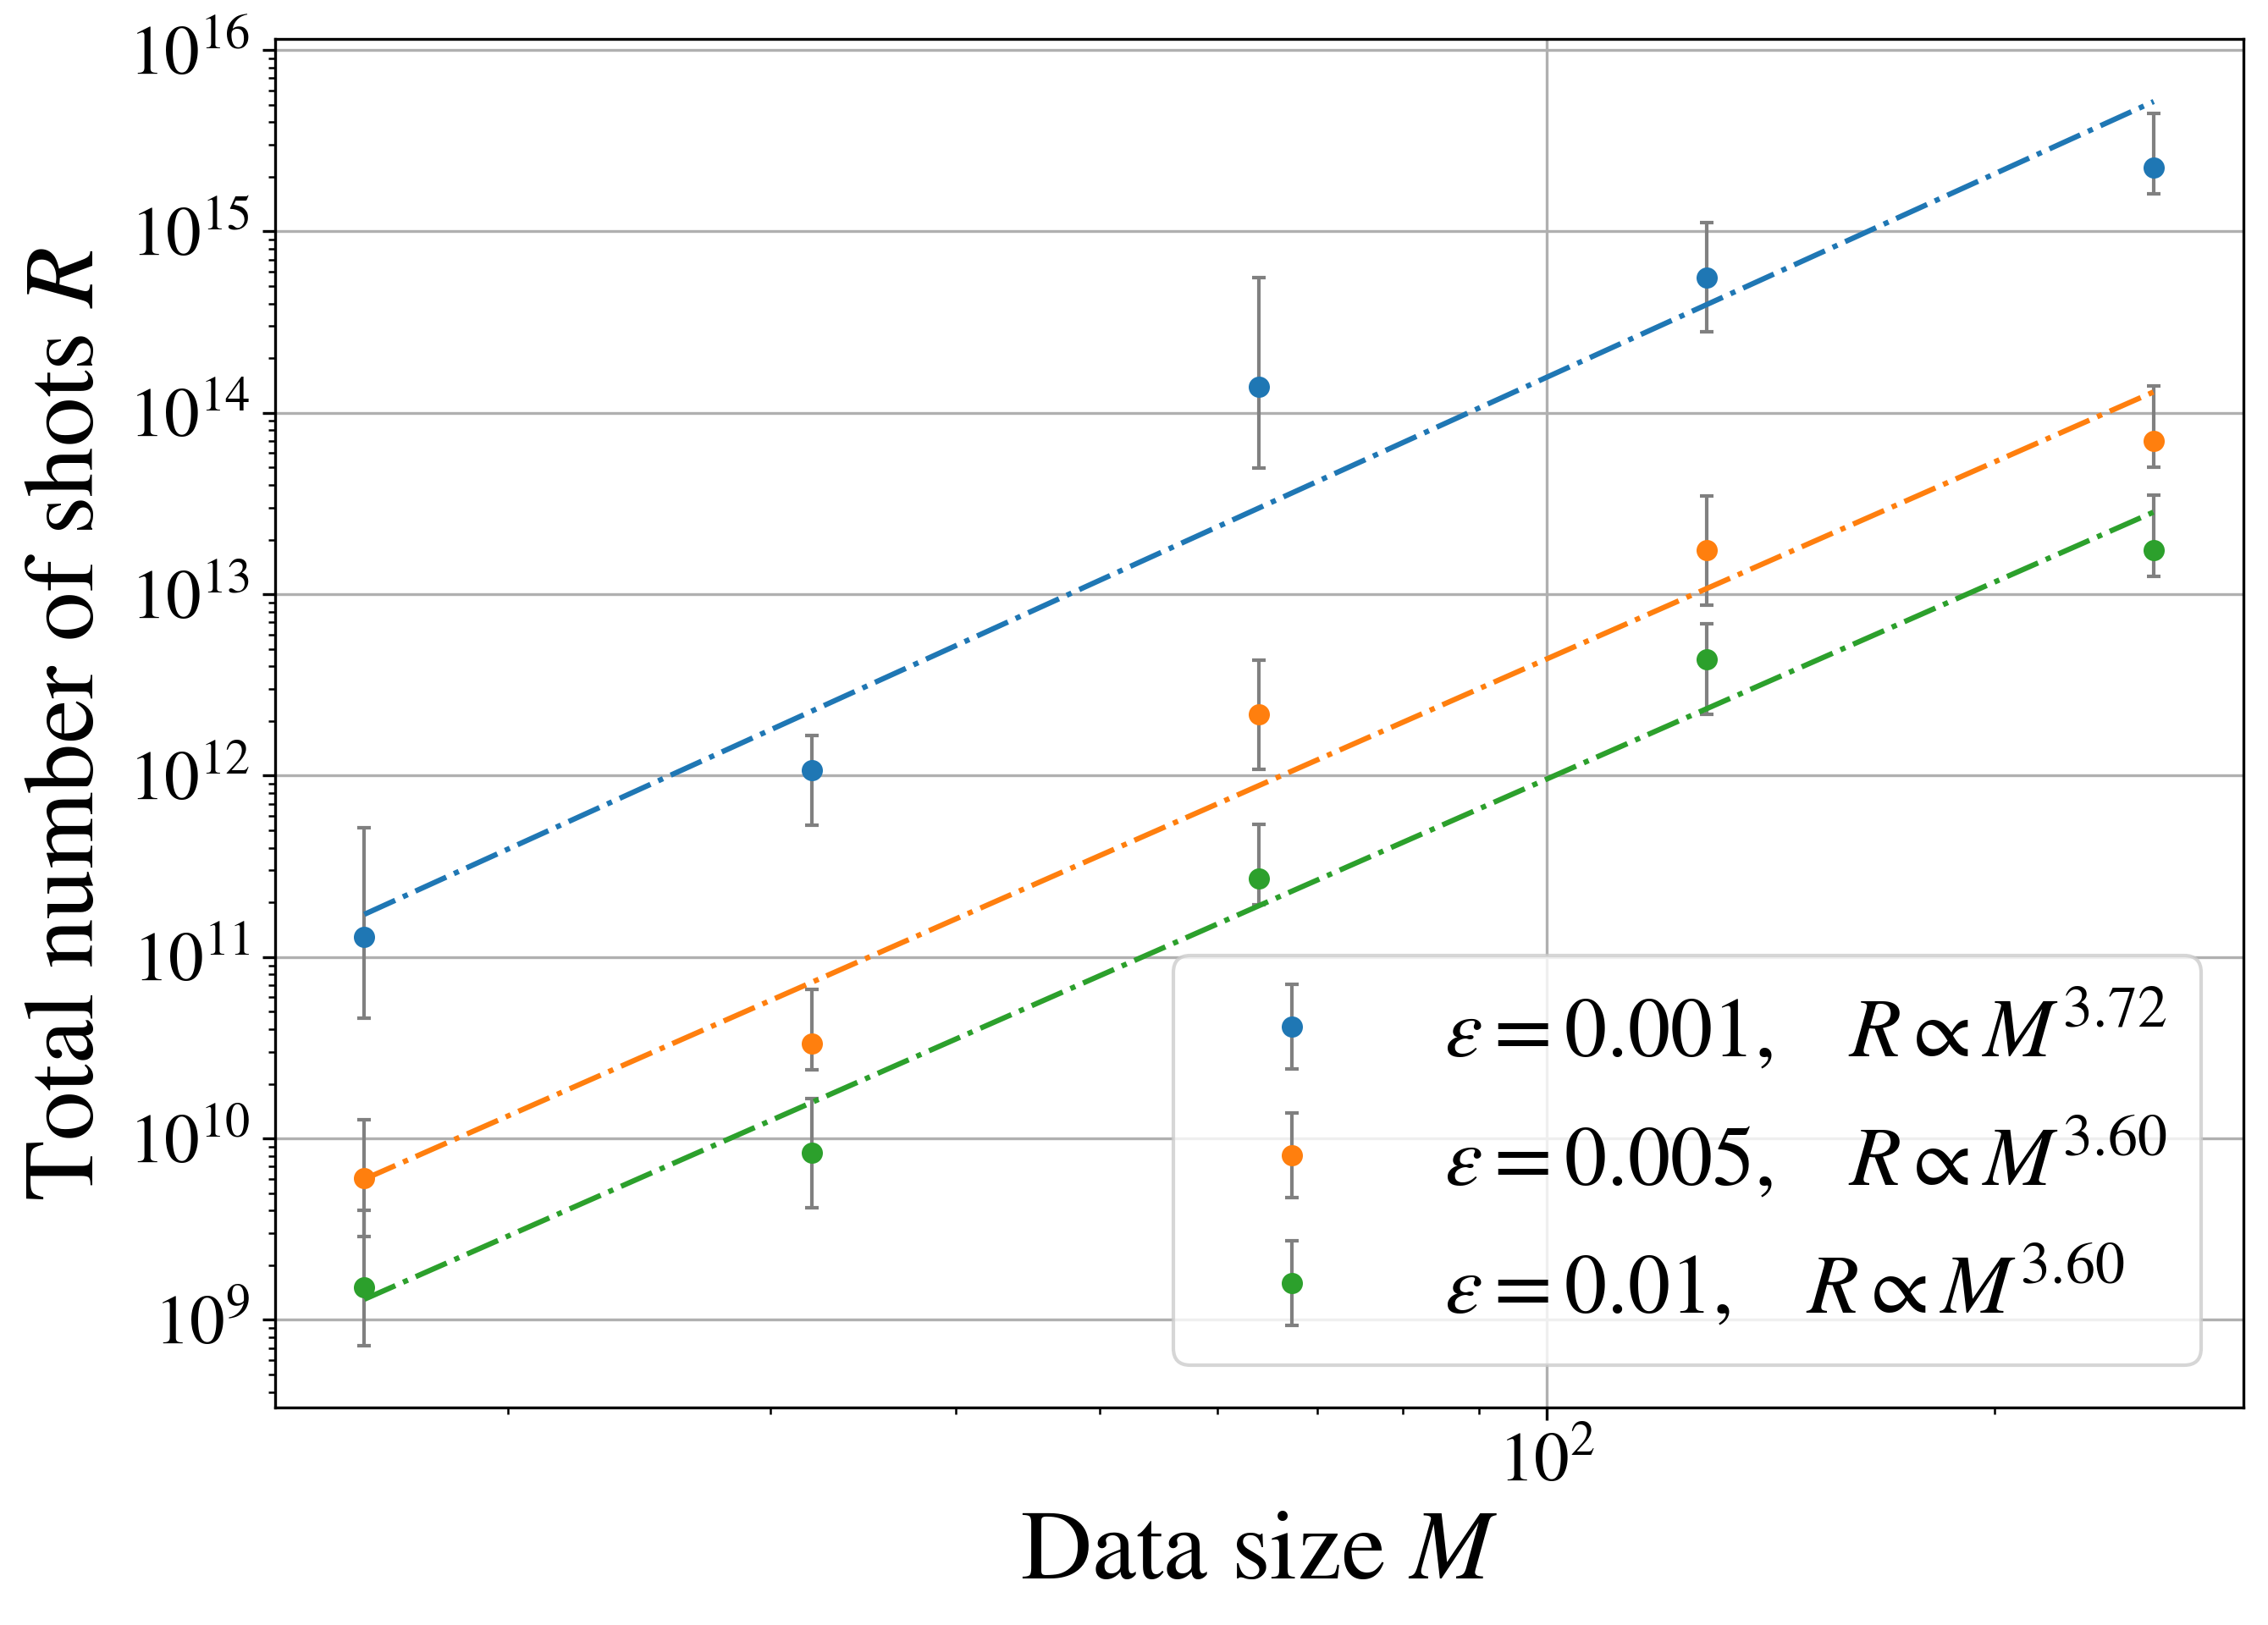 10^16
10^15
10^14
10^13
10^12
10^11
10^10
10^9
Total number of shots R
ε = 0.001, R ∝ M^3.72
ε = 0.005, R ∝ M^3.60
ε = 0.01, R ∝ M^3.60
10^2
Data size M